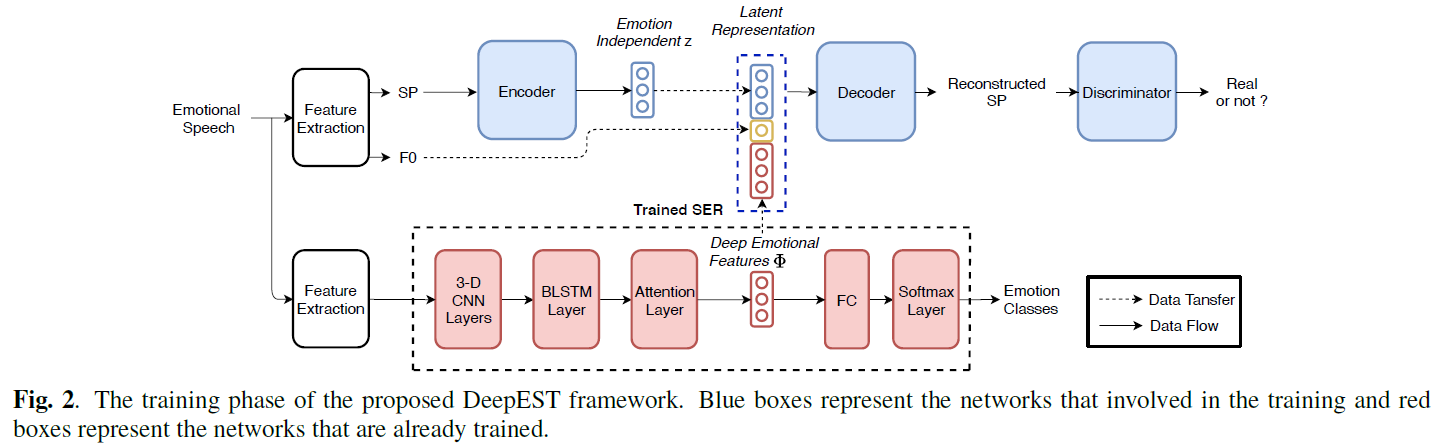 Emotion
Independent z
Latent
Representation
Emotional
Speech
Feature
Extraction
SP
F0
Encoder
Decoder
Reconstructed
SP
Discriminator
Real
or not ?
Trained SER
Deep Emotional
Features Φ
Feature
Extraction
3-D
CNN
Layers
BLSTM
Layer
Attention
Layer
FC
Softmax
Layer
Emotion
Classes
Data Tansfer
Data Flow
Fig. 2. The training phase of the proposed DeepEST framework. Blue boxes represent the networks that involved in the training and red
boxes represent the networks that are already trained.